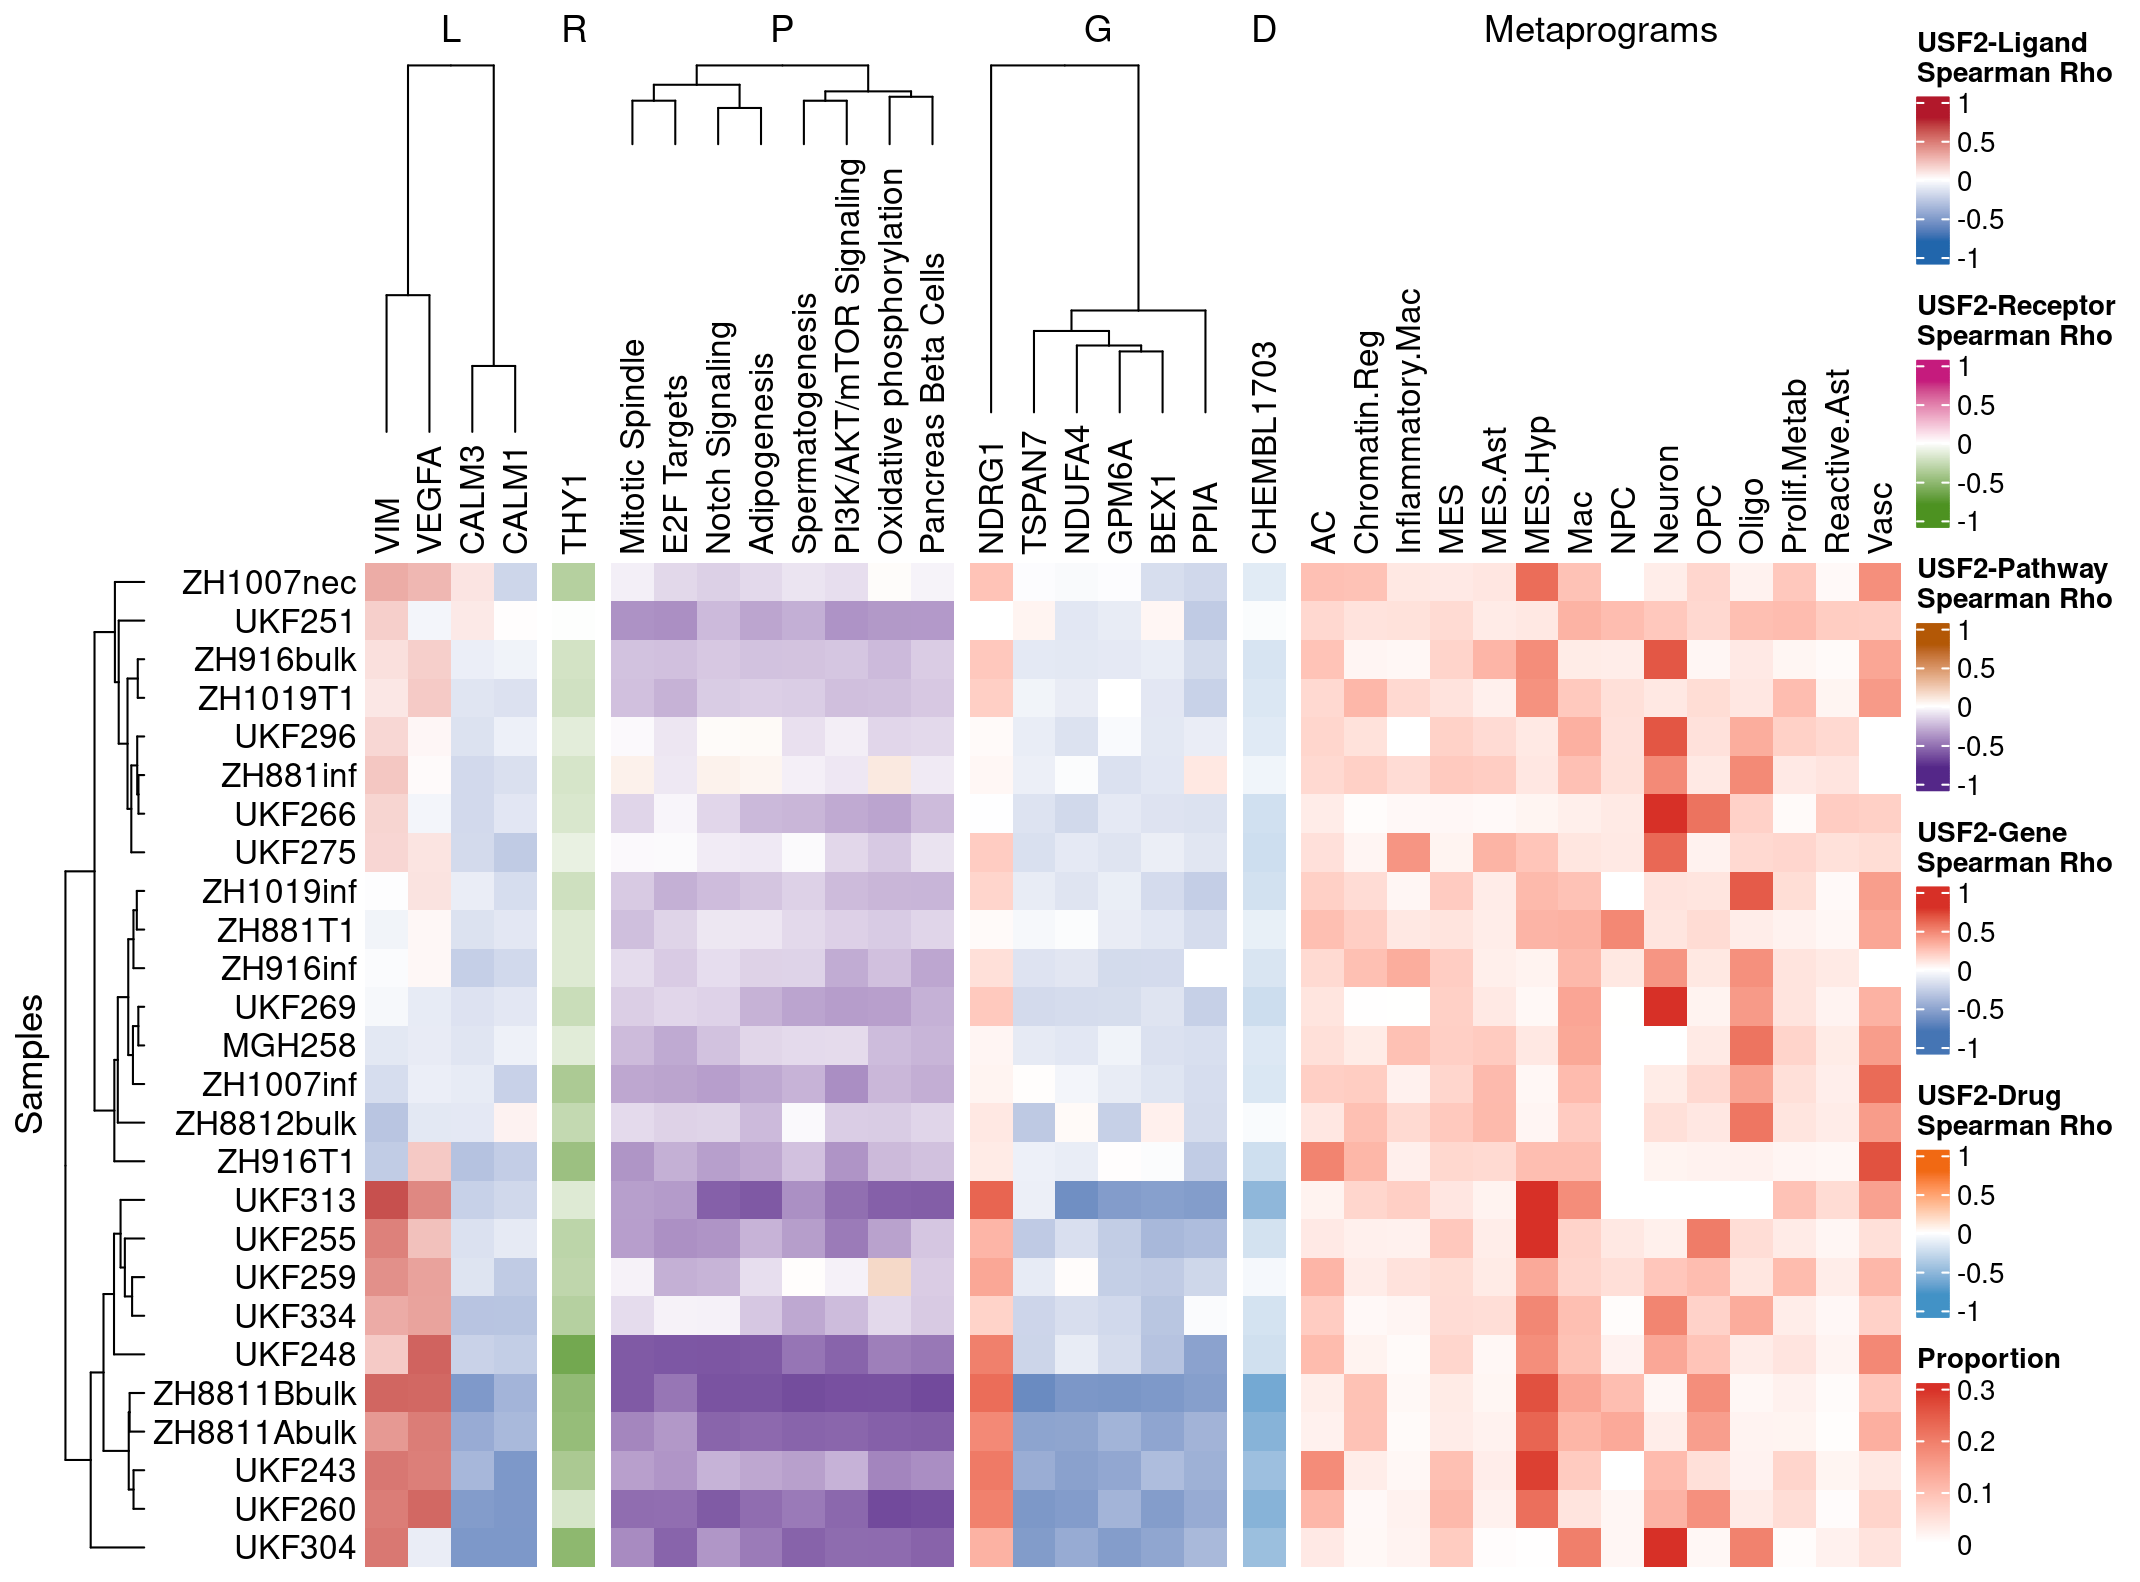 L R P G D Metaprograms
VIM
VEGFA
CALM3
CALM1
THY1
Mitotic Spindle
E2F Targets
Notch Signaling
Adipogenesis
Spermatogenesis
PI3K/AKT/mTOR Signaling
Oxidative phosphorylation
Pancreas Beta Cells
NDRG1
TSPAN7
NDUFA4
GPM6A
BEX1
PPIA
CHEMBL1703
AC
Chromatin.Reg
Inflammatory.Mac
MES
MES.Ast
MES.Hyp
Mac
NPC
Neuron
OPC
Oligo
Prolif.Metab
Reactive.Ast
Vasc
Samples
ZH1007nec
UKF251
ZH916bulk
ZH1019T1
UKF296
ZH881inf
UKF266
UKF275
ZH1019inf
ZH881T1
ZH916inf
UKF269
MGH258
ZH1007inf
ZH8812bulk
ZH916T1
UKF313
UKF255
UKF259
UKF334
UKF248
ZH8811Bbulk
ZH8811Abulk
UKF243
UKF260
UKF304
USF2-Ligand
Spearman Rho
1
0.5
0
-0.5
-1
USF2-Receptor
Spearman Rho
1
0.5
0
-0.5
-1
USF2-Pathway
Spearman Rho
1
0.5
0
-0.5
-1
USF2-Gene
Spearman Rho
1
0.5
0
-0.5
-1
USF2-Drug
Spearman Rho
1
0.5
0
-0.5
-1
Proportion
0.3
0.2
0.1
0